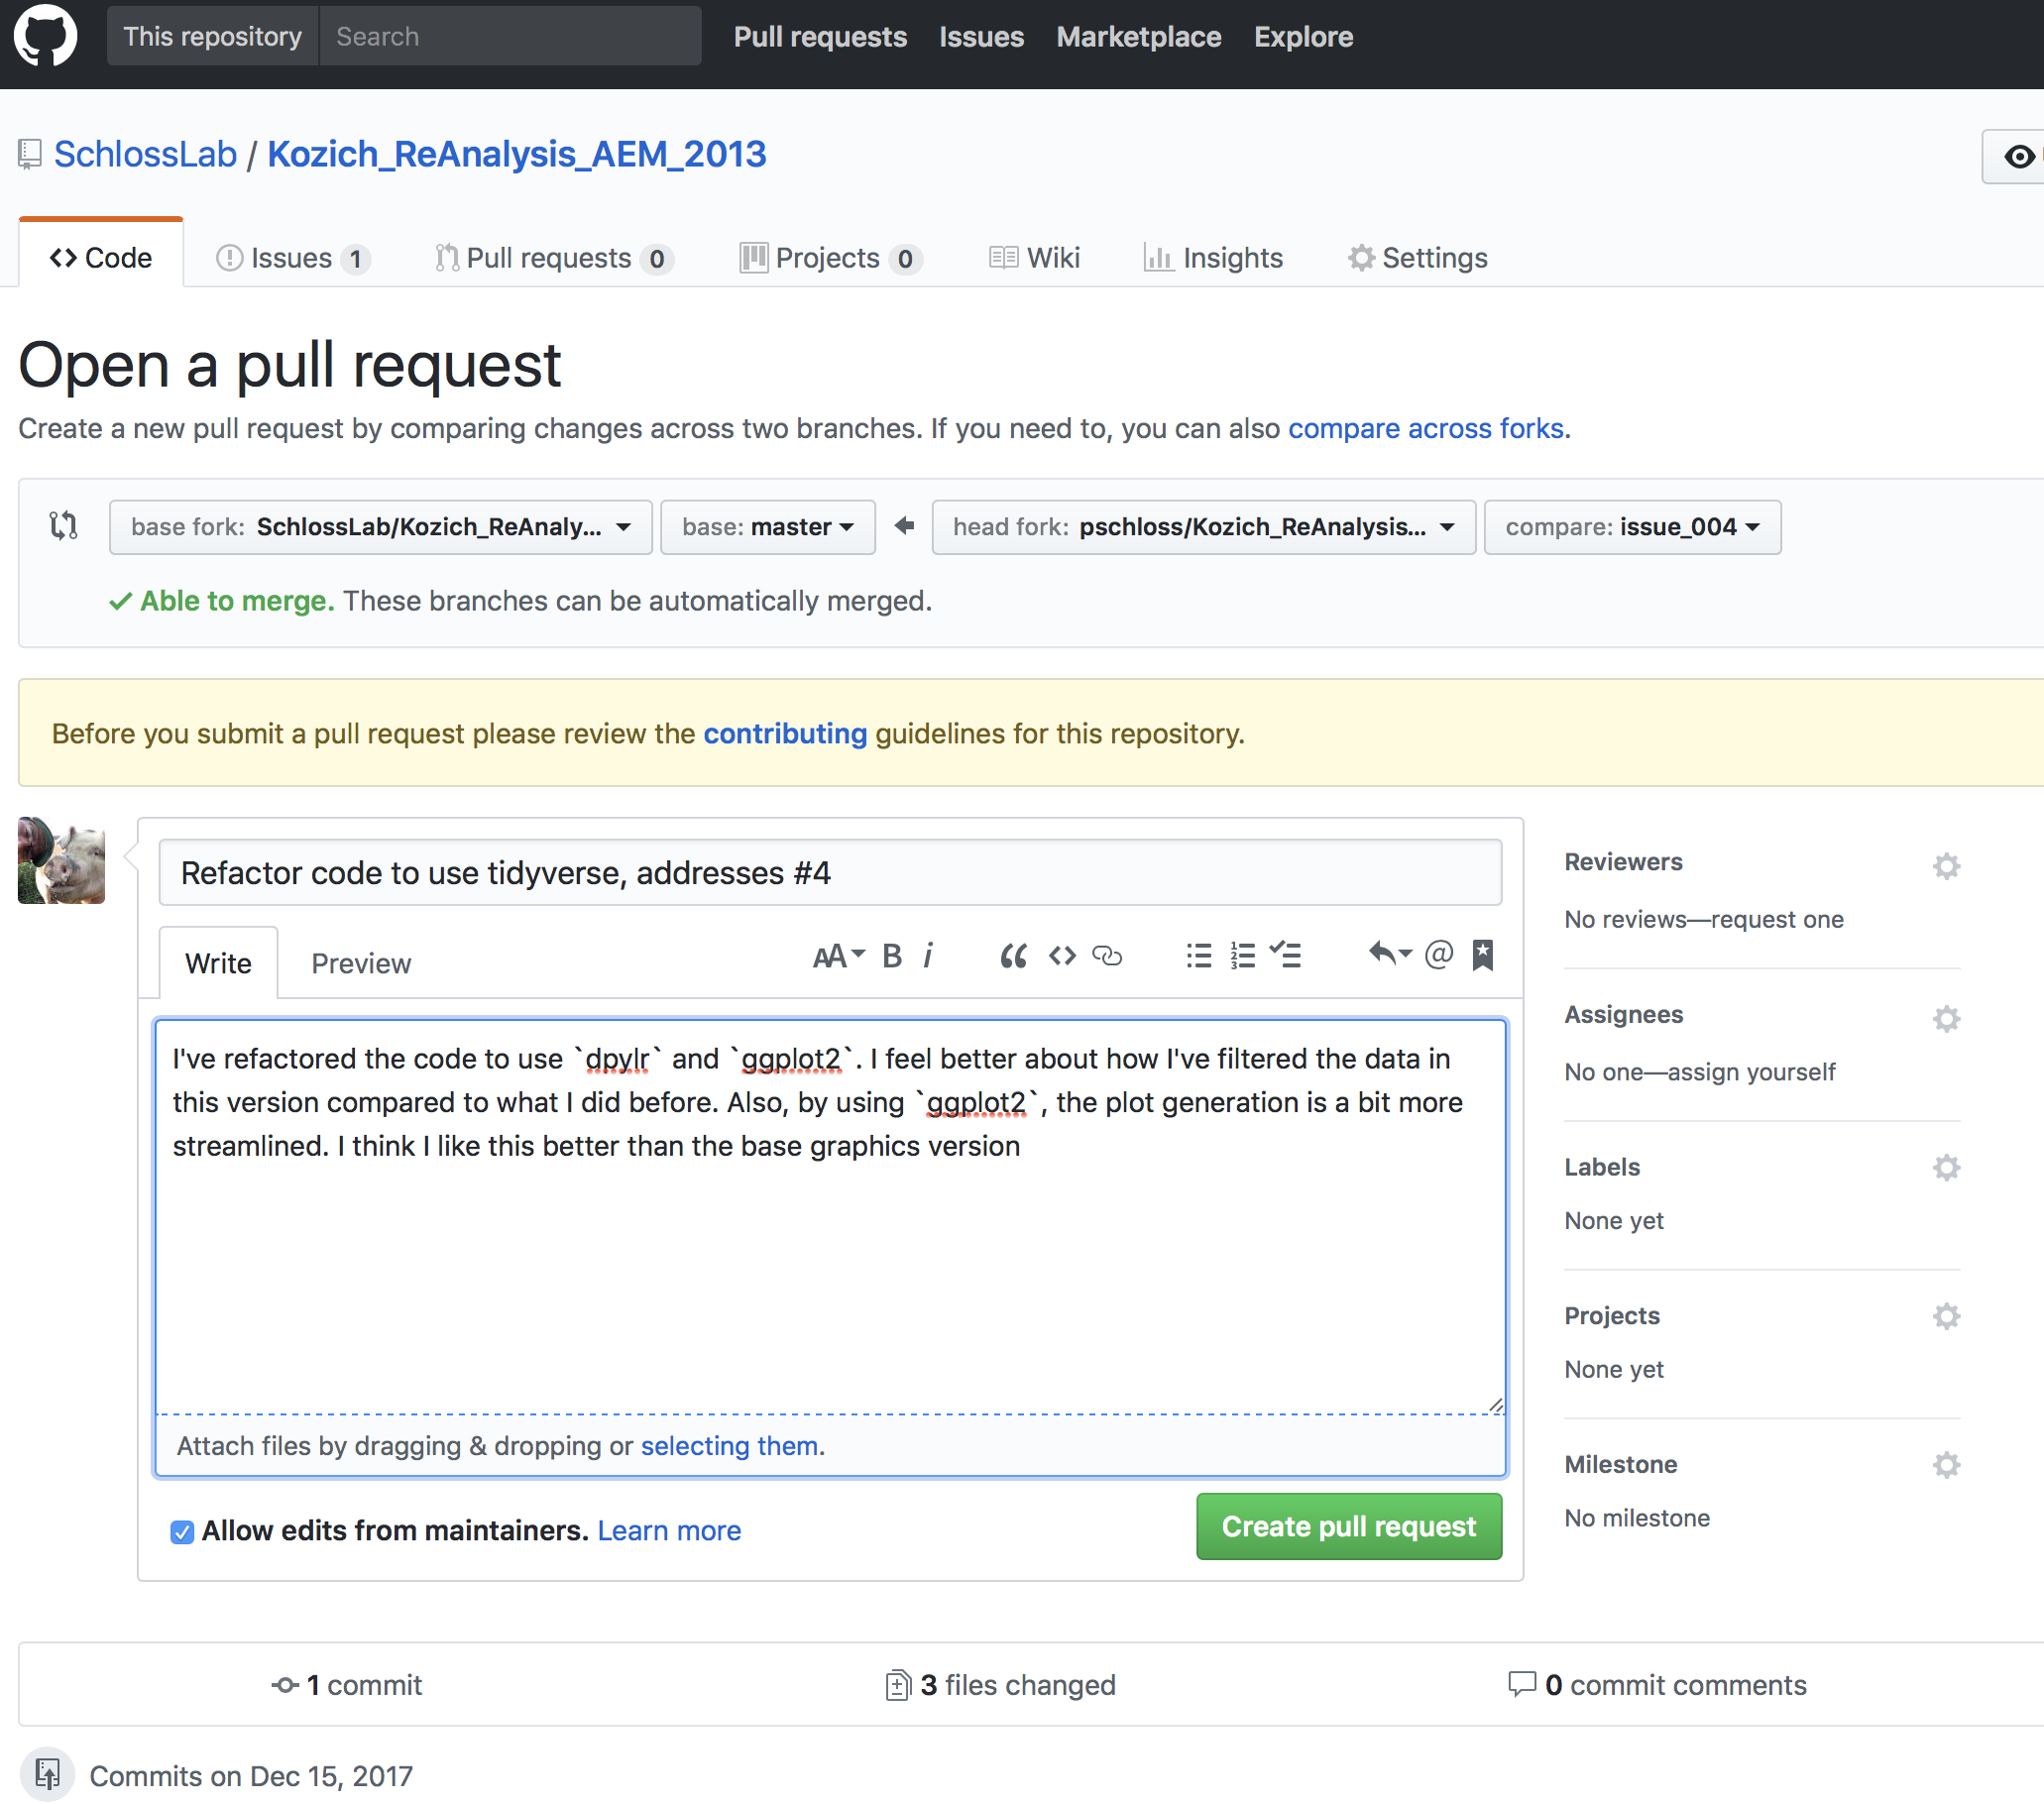 This repository Search Pull requests Issues Marketplace Explore
SchlossLab / Kozich_ReAnalysis_AEM_2013
Code Issues 1 Pull requests 0 Projects 0 Wiki Insights Settings
Open a pull request
Create a new pull request by comparing changes across two branches. If you need to, you can also compare across forks.
base fork: SchlossLab/Kozich_ReAnaly... base: master head fork: pschloss/Kozich_ReAnalysis... compare: issue_004
Able to merge. These branches can be automatically merged.
Before you submit a pull request please review the contributing guidelines for this repository.
Refactor code to use tidyverse, addresses #4
Write Preview
I've refactored the code to use `dpylr` and `ggplot2`. I feel better about how I've filtered the data in
this version compared to what I did before. Also, by using `ggplot2`, the plot generation is a bit more
streamlined. I think I like this better than the base graphics version
Attach files by dragging & dropping or selecting them.
Allow edits from maintainers. Learn more
Create pull request
Reviewers
No reviews—request one
Assignees
No one—assign yourself
Labels
None yet
Projects
None yet
Milestone
No milestone
1 commit 3 files changed 0 commit comments
Commits on Dec 15, 2017